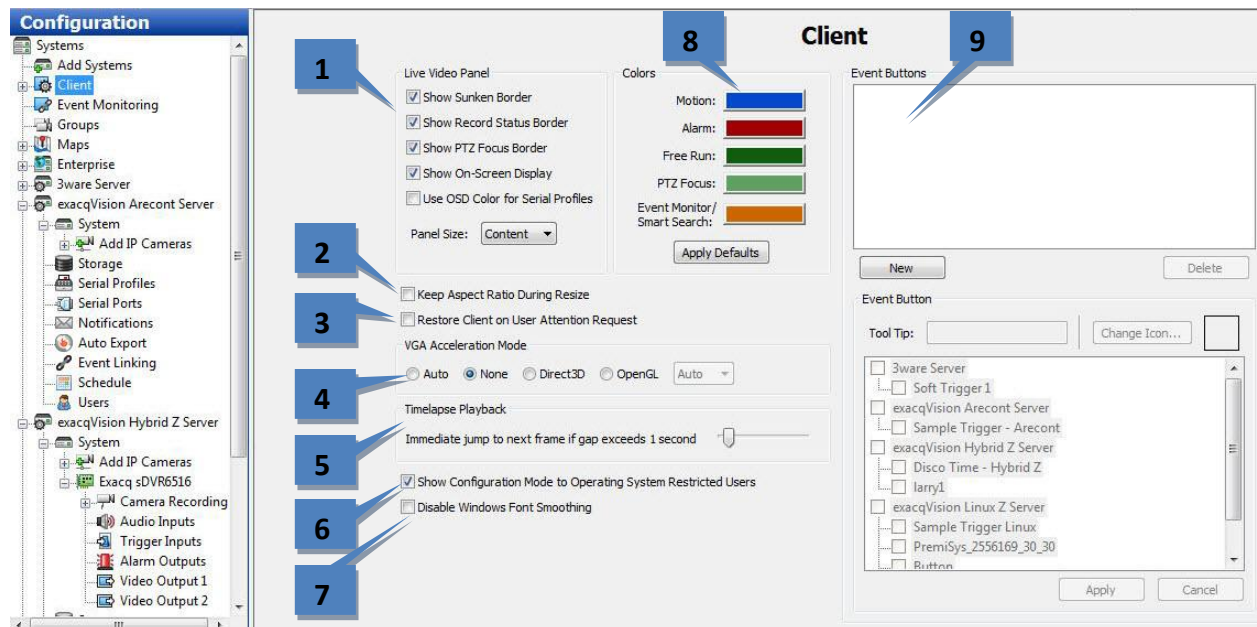 Configuration
Systems
Add Systems
Client
Event Monitoring
Groups
Maps
Enterprise
3ware Server
exacqVision Arecont Server
System
Add IP Cameras
Storage
Serial Profiles
Serial Ports
Notifications
Auto Export
Event Linking
Schedule
Users
exacqVision Hybrid Z Server
System
Add IP Cameras
Exacq sDVR6516
Camera Recording
Audio Inputs
Trigger Inputs
Alarm Outputs
Video Output 1
Video Output 2
Client
1
2
3
4
5
6
7
8
9
Live Video Panel
Show Sunken Border
Show Record Status Border
Show PTZ Focus Border
Show On-Screen Display
Use OSD Color for Serial Profiles
Panel Size: Content
Colors
Motion:
Alarm:
Free Run:
PTZ Focus:
Event Monitor/
Smart Search:
Apply Defaults
Keep Aspect Ratio During Resize
Restore Client on User Attention Request
VGA Acceleration Mode
Auto None Direct3D OpenGL Auto
Timelapse Playback
Immediate jump to next frame if gap exceeds 1 second
Show Configuration Mode to Operating System Restricted Users
Disable Windows Font Smoothing
Event Buttons
New Delete
Event Button
Tool Tip: Change Icon...
3ware Server
Soft Trigger 1
exacqVision Arecont Server
Sample Trigger - Arecont
exacqVision Hybrid Z Server
Disco Time - Hybrid Z
larry1
exacqVision Linux Z Server
Sample Trigger Linux
PremiSys_2556169_30_30
Button
Apply Cancel